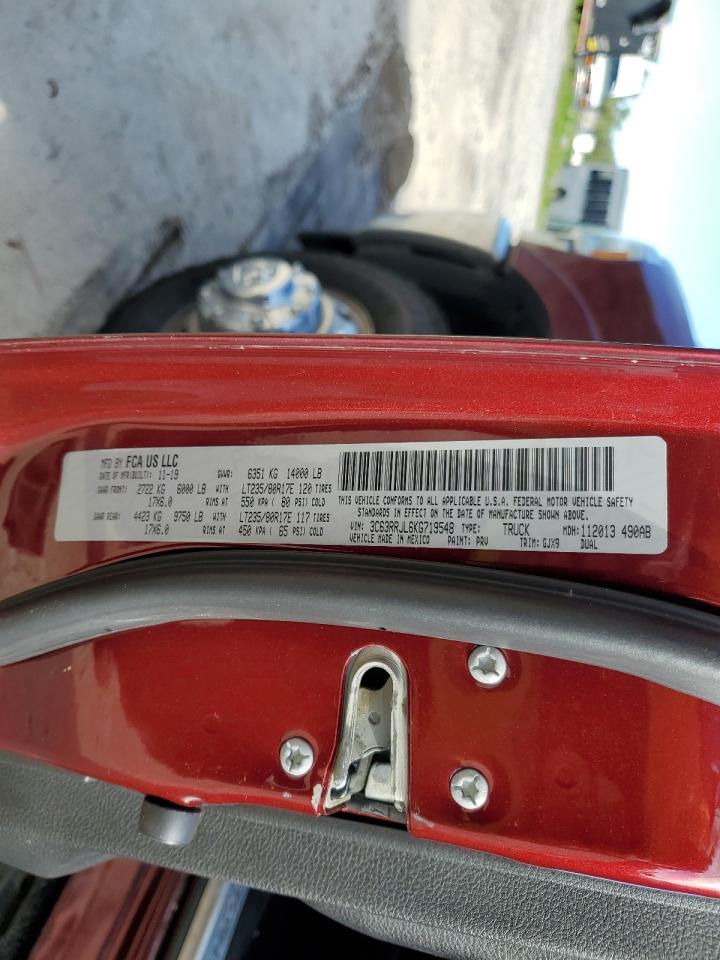 MFD BY FCA US LLC
DATE OF MFR(BUILT): 11-19 GVWR: 6351 KG 14000 LB
GAWR FRONT: 2722 KG 6000 LB WITH LT235/80R17E 120 TIRES
17X6.0 RIMS AT 550 KPA ( 80 PSI) COLD
GAWR REAR: 4423 KG 9750 LB WITH LT235/80R17E 117 TIRES
17X6.0 RIMS AT 450 KPA ( 65 PSI) COLD
THIS VEHICLE CONFORMS TO ALL APPLICABLE U.S.A. FEDERAL MOTOR VEHICLE SAFETY
STANDARDS IN EFFECT ON THE DATE OF MANUFACTURE SHOWN ABOVE.
VIN: 3C63RRJL6KG713548 TYPE: TRUCK MDH: 112013 490AB
VEHICLE MADE IN MEXICO PAINT: PRV TRIM: GJX9 DUAL